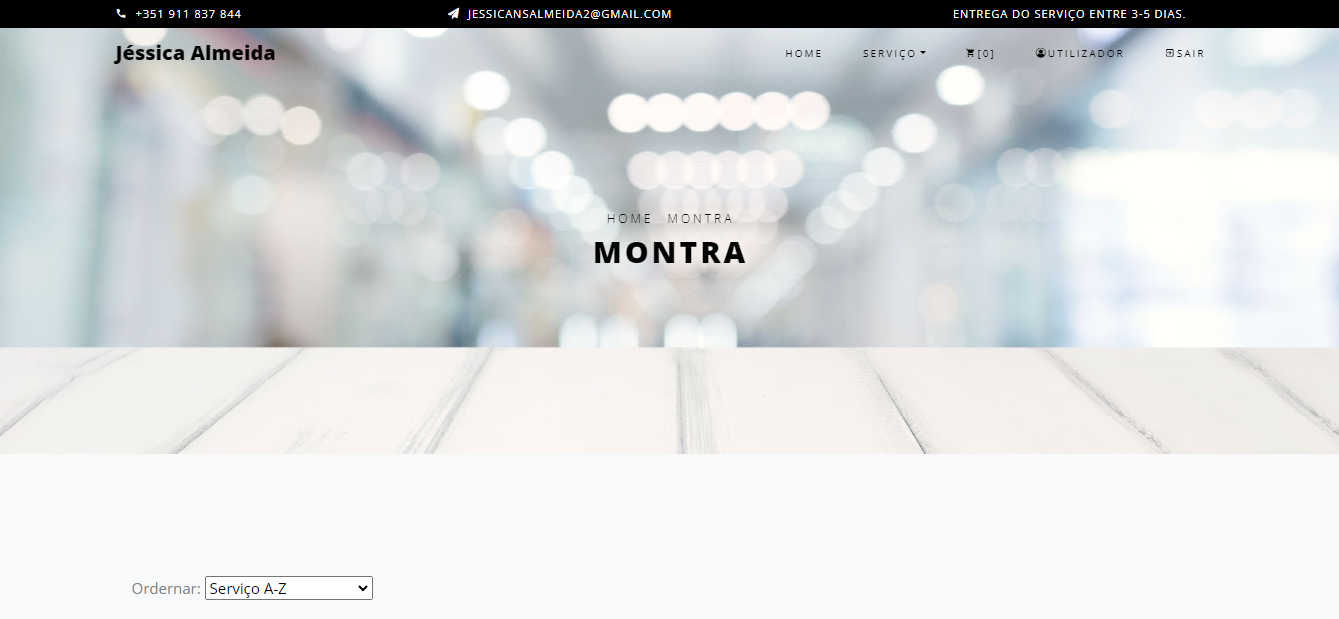 +351 911 837 844
JESSICANSALMEIDA2@GMAIL.COM
ENTREGA DO SERVIÇO ENTRE 3-5 DIAS.
Jéssica Almeida
HOME
SERVIÇO
[0]
UTILIZADOR
SAIR
HOME MONTRA
MONTRA
Ordernar: Serviço A-Z